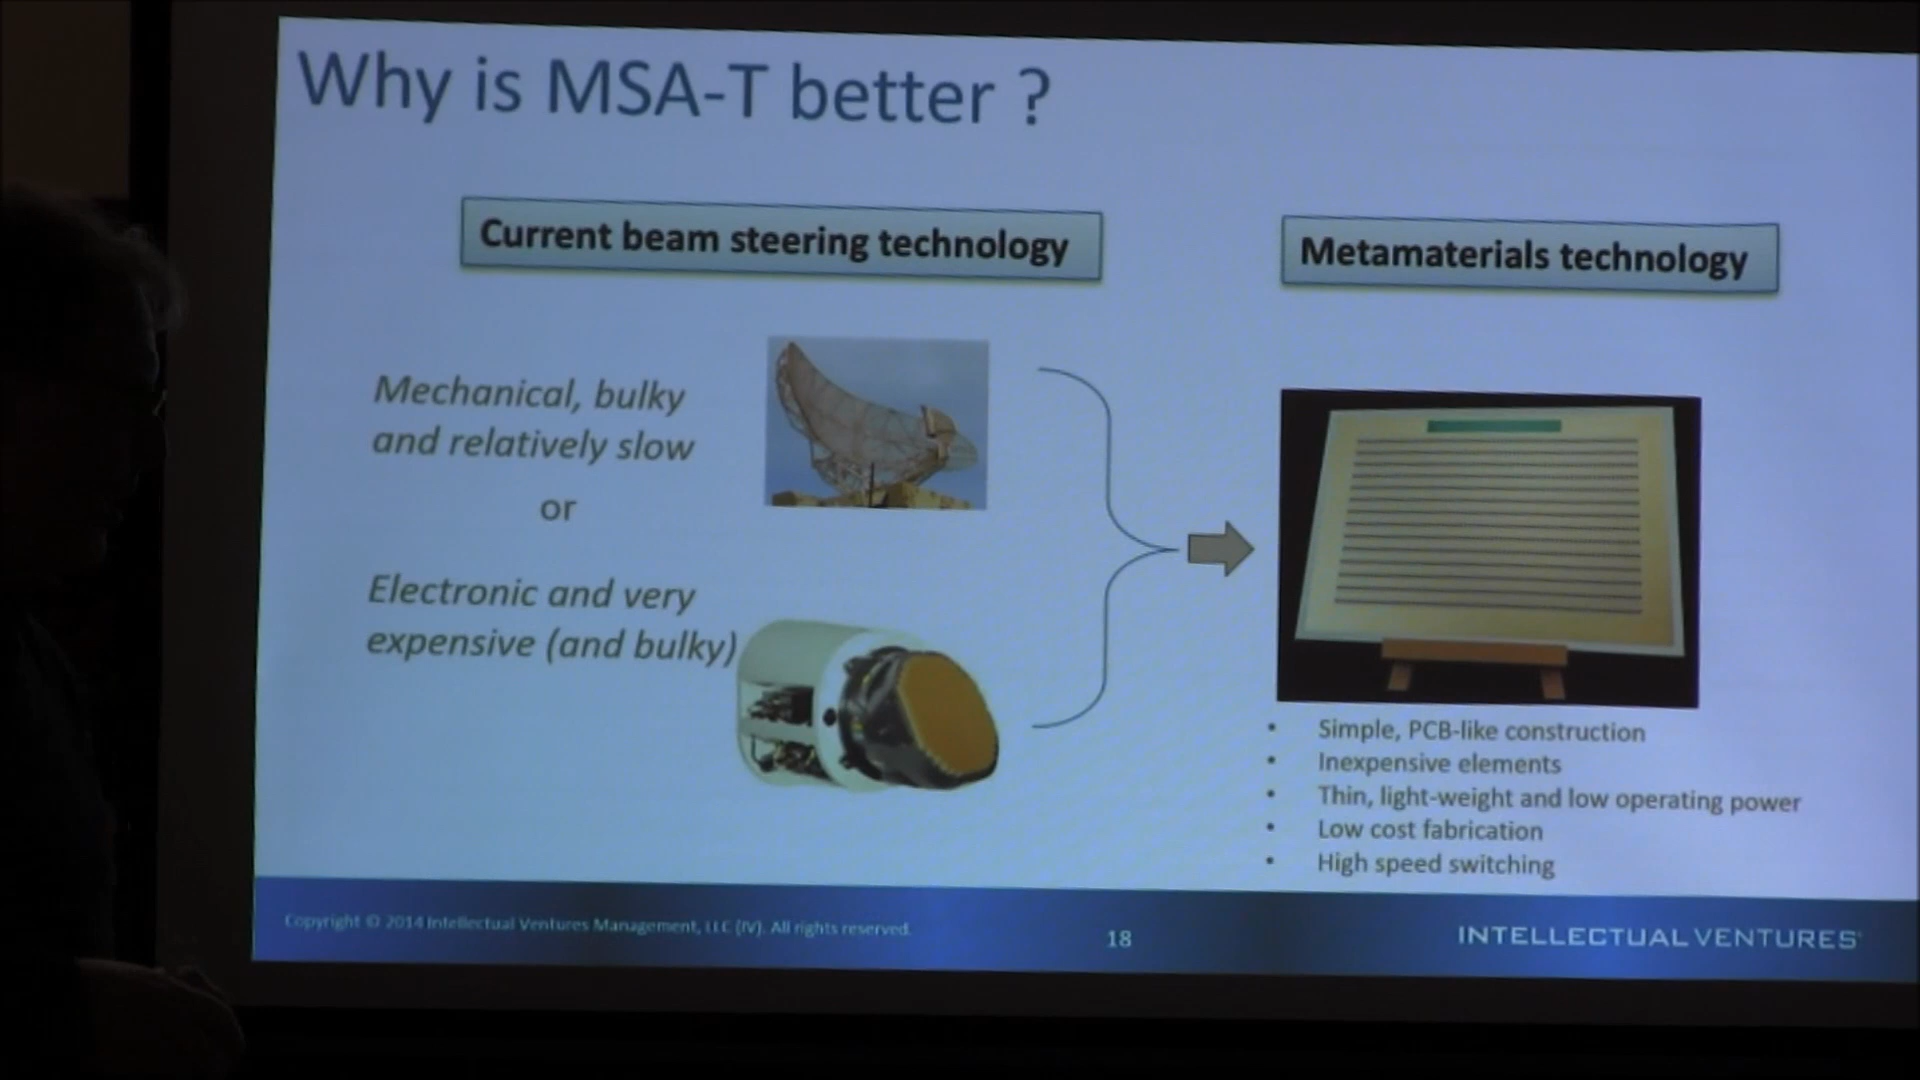 Why is MSA-T better ?
Current beam steering technology
Metamaterials technology
Mechanical, bulky
and relatively slow
or
Electronic and very
expensive (and bulky)
• Simple, PCB-like construction
• Inexpensive elements
• Thin, light-weight and low operating power
• Low cost fabrication
• High speed switching
Copyright © 2014 Intellectual Ventures Management, LLC (IV). All rights reserved.
18
INTELLECTUAL VENTURES